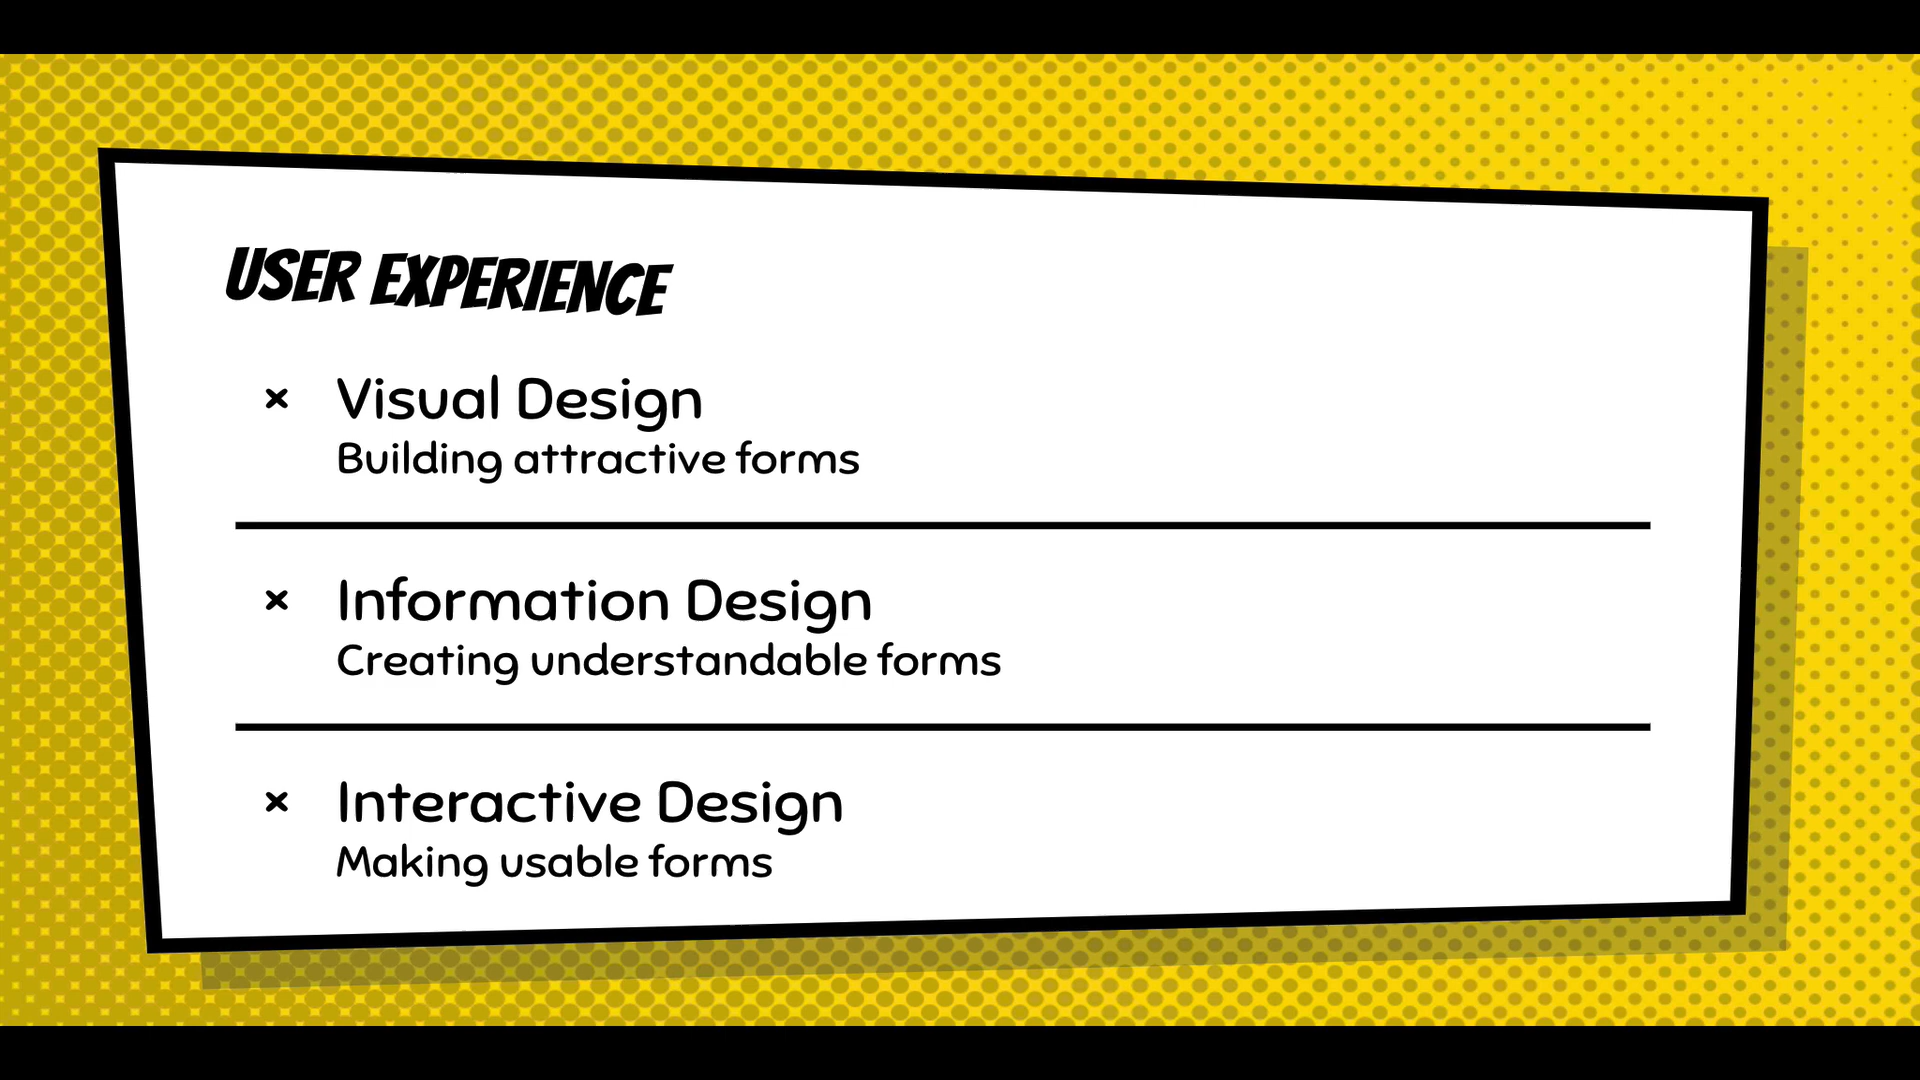 USER EXPERIENCE
× Visual Design
Building attractive forms
× Information Design
Creating understandable forms
× Interactive Design
Making usable forms